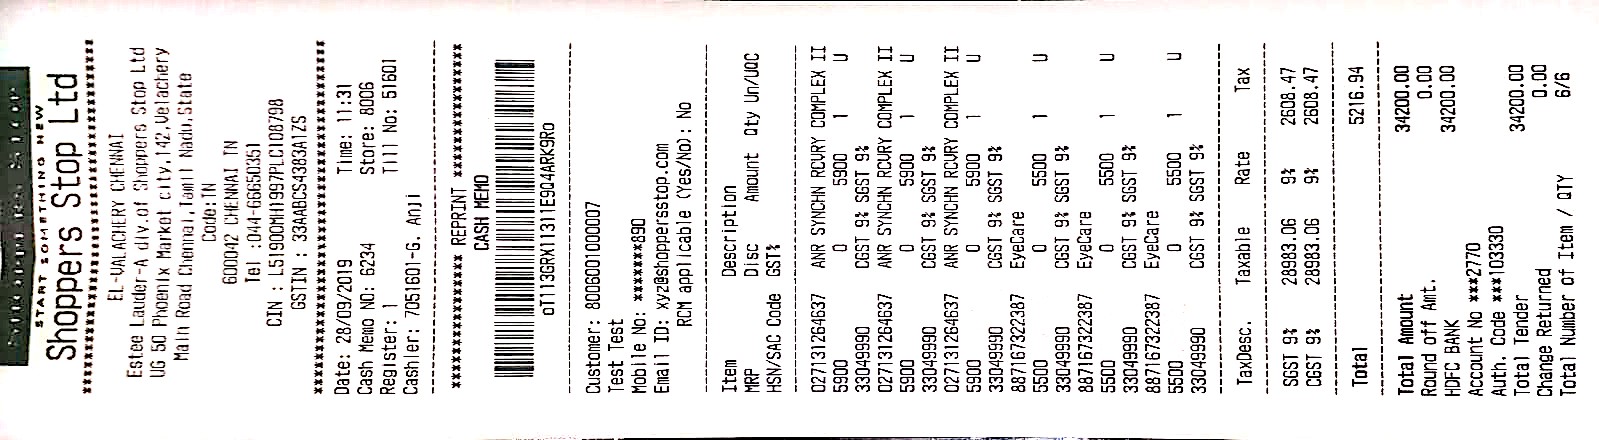 SHOPPERS STOP
START SOMETHING NEW
Shoppers Stop Ltd
******************************************
EL-VALACHERY CHENNAI
Estee Lauder-A div.of Shoppers Stop Ltd
UG 50 Phoenix Market city,142,Velachery
Main Road Chennai,Tamil Nadu,State
Code:TN
600042 CHENNAI TN
Tel :044-66650351
CIN : L51900MH1997PLC108798
GSTIN : 33AABCS4383A1ZS
******************************************
Date: 28/09/2019 Time: 11:31
Cash Memo NO: 6234 Store: 8006
Register: 1 Till No: 51601
Cashier: 7051601-G. Anji
************ REPRINT ************
CASH MEMO
oT113GRX11311E9Q4ARK9Ro
Customer: 8006001000007
Test Test
Mobile No: *******890
Email ID: xyz@shoppersstop.com
RCM applicable (Yes/No): No
Item Description
MRP Disc Amount Qty Un/UQC
HSN/SAC Code GST%
027131264637 ANR SYNCHN RCVRY COMPLEX II
5900 0 5900 1 U
33049990 CGST 9% SGST 9%
027131264637 ANR SYNCHN RCVRY COMPLEX II
5900 0 5900 1 U
33049990 CGST 9% SGST 9%
027131264637 ANR SYNCHN RCVRY COMPLEX II
5900 0 5900 1 U
33049990 CGST 9% SGST 9%
887167322387 EyeCare
5500 0 5500 1 U
33049990 CGST 9% SGST 9%
887167322387 EyeCare
5500 0 5500 1 U
33049990 CGST 9% SGST 9%
887167322387 EyeCare
5500 0 5500 1 U
33049990 CGST 9% SGST 9%
TaxDesc. Taxable Rate Tax
SGST 9% 28983.06 9% 2608.47
CGST 9% 28983.06 9% 2608.47
Total 5216.94
Total Amount 34200.00
Round off Amt. 0.00
HDFC BANK 34200.00
Account No ***2770
Auth. Code ***103330
Total Tender 34200.00
Change Returned 0.00
Total Number of Item / QTY 6/6